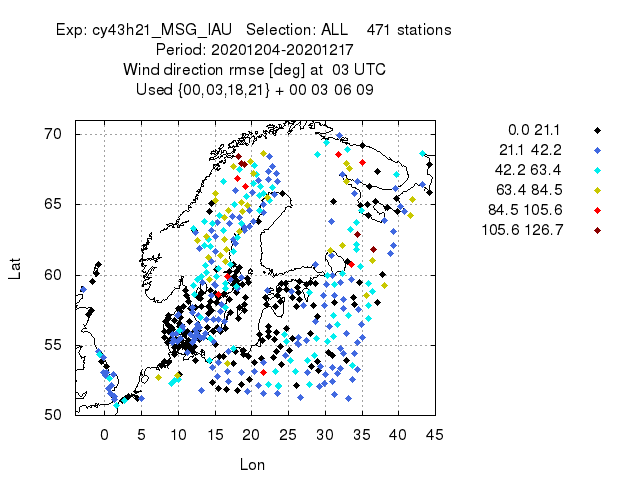 Exp: cy43h21_MSG_IAU   Selection: ALL    471 stations
Period: 20201204-20201217
Wind direction rmse [deg] at  03 UTC
Used {00,03,18,21} + 00 03  06 09
0.0 21.1
21.1 42.2
42.2 63.4
63.4 84.5
84.5 105.6
105.6 126.7
Lat
70
65
60
55
50
0 5 10 15 20 25 30 35 40 45
Lon